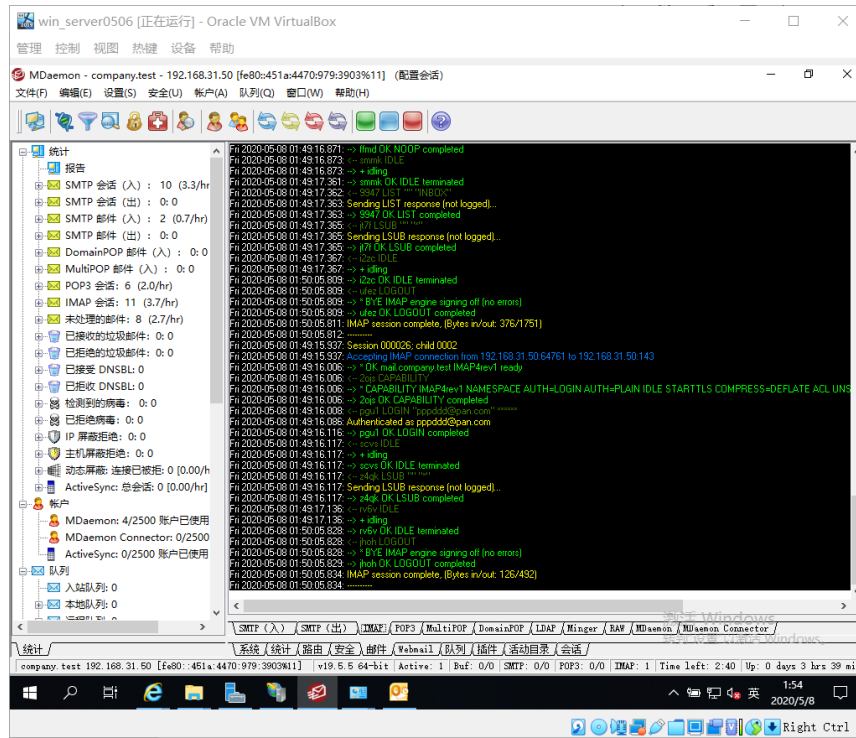 win_server0506 [正在运行] - Oracle VM VirtualBox
管理 控制 视图 热键 设备 帮助
MDaemon - company.test - 192.168.31.50 [fe80::451a:4470:979:3903%11] (配置会话)
文件(F) 编辑(E) 设置(S) 安全(U) 帐户(A) 队列(Q) 窗口(W) 帮助(H)
统计
报告
SMTP 会话（入）: 10 (3.3/hr
SMTP 会话（出）: 0: 0
SMTP 邮件（入）: 2 (0.7/hr)
SMTP 邮件（出）: 0: 0
DomainPOP 邮件（入）: 0: 0
MultiPOP 邮件（入）: 0: 0
POP3 会话: 6 (2.0/hr)
IMAP 会话: 11 (3.7/hr)
未处理的邮件: 8 (2.7/hr)
已接收的垃圾邮件: 0: 0
已拒绝的垃圾邮件: 0: 0
已接受 DNSBL: 0
已拒收 DNSBL: 0
检测到的病毒: 0: 0
已拒绝病毒: 0: 0
IP 屏蔽拒绝: 0: 0
主机屏蔽拒绝: 0: 0
动态屏蔽: 连接已被拒: 0 [0.00/h
ActiveSync: 总会话: 0 [0.00/hr]
帐户
MDaemon: 4/2500 账户已使用
MDaemon Connector: 0/2500
ActiveSync: 0/2500 账户已使用
队列
入站队列: 0
本地队列: 0
统计
Fri 2020-05-08 01:49:16.871: --> ffmd OK NOOP completed
Fri 2020-05-08 01:49:16.873: <-- smmk IDLE
Fri 2020-05-08 01:49:16.873: --> + idling
Fri 2020-05-08 01:49:17.361: --> smmk OK IDLE terminated
Fri 2020-05-08 01:49:17.362: <-- 9947 LIST "" "INBOX"
Fri 2020-05-08 01:49:17.363: Sending LIST response (not logged)...
Fri 2020-05-08 01:49:17.363: --> 9947 OK LIST completed
Fri 2020-05-08 01:49:17.365: <-- jf7f LSUB "" "*"
Fri 2020-05-08 01:49:17.365: Sending LSUB response (not logged)...
Fri 2020-05-08 01:49:17.365: --> jf7f OK LSUB completed
Fri 2020-05-08 01:49:17.367: <-- i2zc IDLE
Fri 2020-05-08 01:49:17.367: --> + idling
Fri 2020-05-08 01:50:05.809: --> i2zc OK IDLE terminated
Fri 2020-05-08 01:50:05.809: <-- ufez LOGOUT
Fri 2020-05-08 01:50:05.809: --> * BYE IMAP engine signing off (no errors)
Fri 2020-05-08 01:50:05.809: --> ufez OK LOGOUT completed
Fri 2020-05-08 01:50:05.811: IMAP session complete, (Bytes in/out: 376/1751)
Fri 2020-05-08 01:50:05.812: ----------
Fri 2020-05-08 01:49:15.937: Session 000026; child 0002
Fri 2020-05-08 01:49:15.937: Accepting IMAP connection from 192.168.31.50:64761 to 192.168.31.50:143
Fri 2020-05-08 01:49:16.006: --> * OK mail.company.test IMAP4rev1 ready
Fri 2020-05-08 01:49:16.006: <-- 2ojs CAPABILITY
Fri 2020-05-08 01:49:16.006: --> * CAPABILITY IMAP4rev1 NAMESPACE AUTH=LOGIN AUTH=PLAIN IDLE STARTTLS COMPRESS=DEFLATE ACL UNS
Fri 2020-05-08 01:49:16.006: --> 2ojs OK CAPABILITY completed
Fri 2020-05-08 01:49:16.008: <-- pgu1 LOGIN "pppddd@pan.com" ******
Fri 2020-05-08 01:49:16.086: Authenticated as pppddd@pan.com
Fri 2020-05-08 01:49:16.116: --> pgu1 OK LOGIN completed
Fri 2020-05-08 01:49:16.117: <-- scvs IDLE
Fri 2020-05-08 01:49:16.117: --> + idling
Fri 2020-05-08 01:49:16.117: --> scvs OK IDLE terminated
Fri 2020-05-08 01:49:16.117: <-- z4qk LSUB "" "*"
Fri 2020-05-08 01:49:16.117: Sending LSUB response (not logged)...
Fri 2020-05-08 01:49:16.117: --> z4qk OK LSUB completed
Fri 2020-05-08 01:49:17.136: <-- rv6v IDLE
Fri 2020-05-08 01:49:17.136: --> + idling
Fri 2020-05-08 01:50:05.828: --> rv6v OK IDLE terminated
Fri 2020-05-08 01:50:05.828: <-- jhoh LOGOUT
Fri 2020-05-08 01:50:05.829: --> * BYE IMAP engine signing off (no errors)
Fri 2020-05-08 01:50:05.829: --> jhoh OK LOGOUT completed
Fri 2020-05-08 01:50:05.834: IMAP session complete, (Bytes in/out: 126/492)
Fri 2020-05-08 01:50:05.834: ----------
SMTP (入) SMTP (出) IMAP POP3 MultiPOP DomainPOP LDAP Minger RAW MDaemon MDaemon Connector
激活 Windows
转到"设置"以激活 Windows。
系统 统计 路由 安全 邮件 Webmail 队列 插件 活动目录 会话
company.test 192.168.31.50 [fe80::451a:4470:979:3903%11] v19.5.5 64-bit Active: 1 Buf: 0/0 SMTP: 0/0 POP3: 0/0 IMAP: 1 Time left: 2:40 Up: 0 days 3 hrs 39 mi
英
1:54
2020/5/8
Right Ctrl